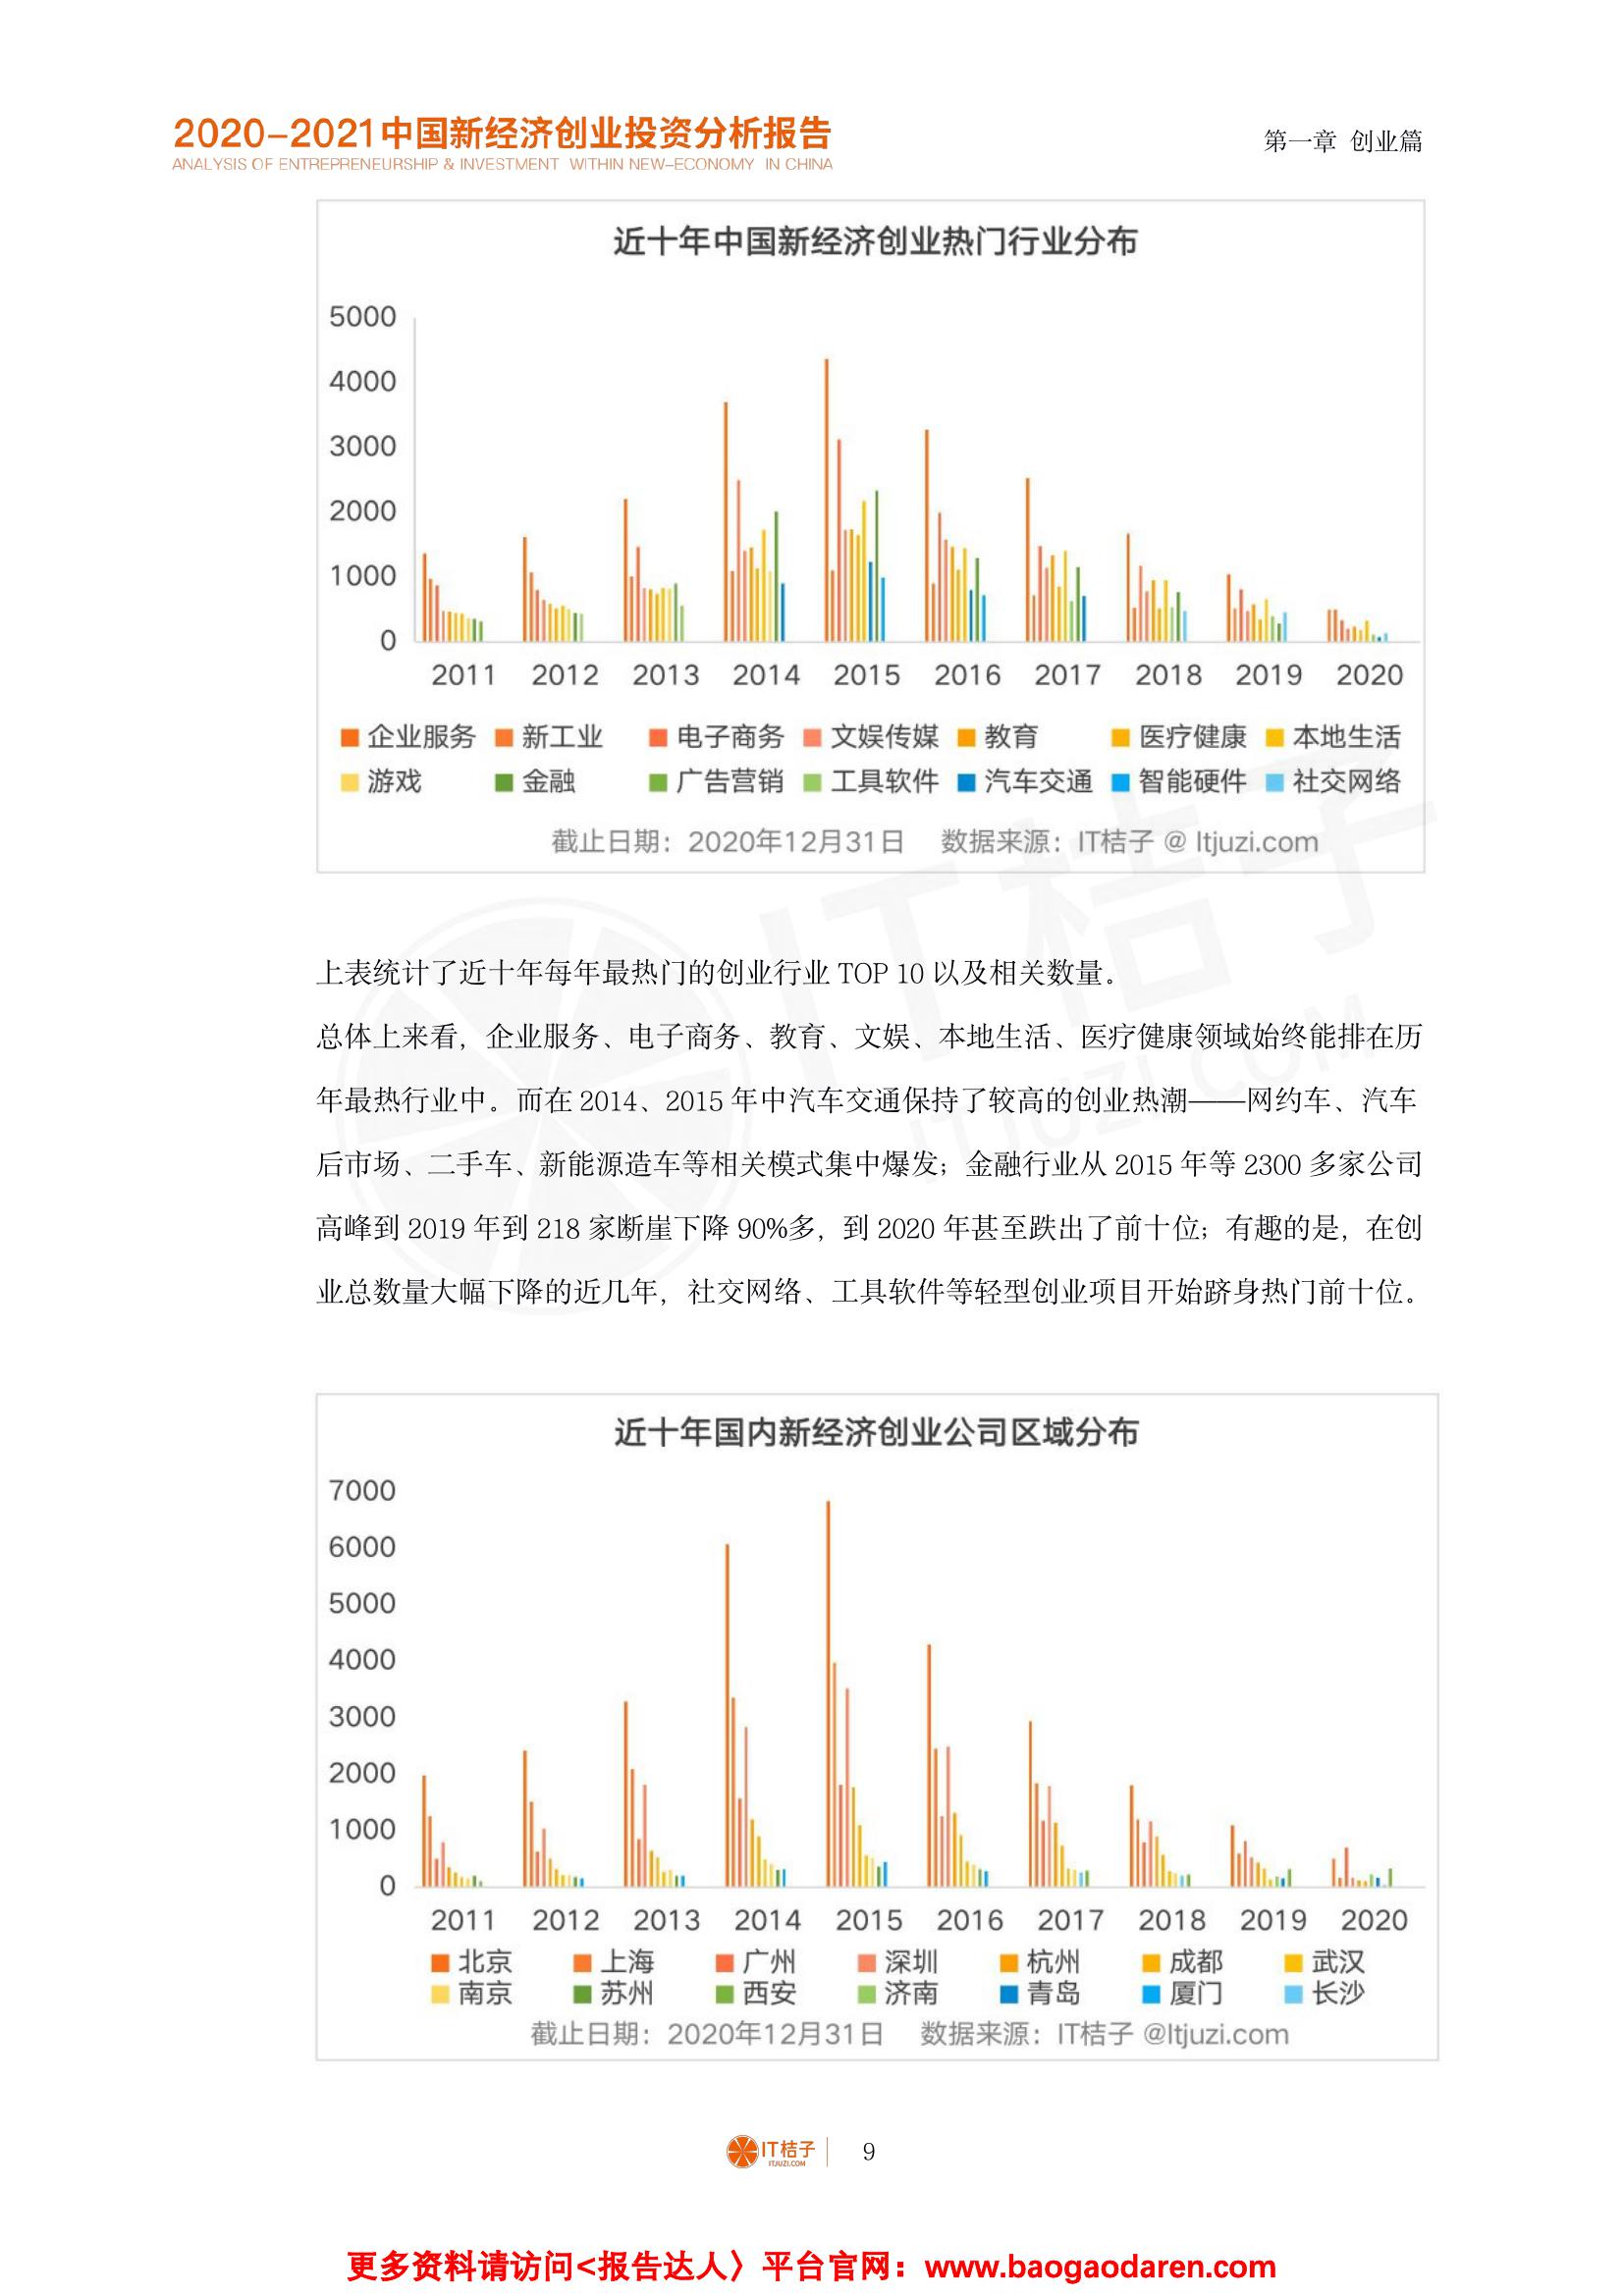 2020-2021中国新经济创业投资分析报告
ANALYSIS OF ENTREPRENEURSHIP & INVESTMENT WITHIN NEW-ECONOMY IN CHINA
第一章 创业篇
近十年中国新经济创业热门行业分布
5000
4000
3000
2000
1000
0
2011 2012 2013 2014 2015 2016 2017 2018 2019 2020
企业服务 新工业 电子商务 文娱传媒 教育 医疗健康 本地生活
游戏 金融 广告营销 工具软件 汽车交通 智能硬件 社交网络
截止日期：2020年12月31日 数据来源：IT桔子 @ Itjuzi.com
IT桔子
ITJUZI.COM
上表统计了近十年每年最热门的创业行业 TOP 10 以及相关数量。
总体上来看，企业服务、电子商务、教育、文娱、本地生活、医疗健康领域始终能排在历
年最热行业中。而在 2014、2015 年中汽车交通保持了较高的创业热潮——网约车、汽车
后市场、二手车、新能源造车等相关模式集中爆发；金融行业从 2015 年等 2300 多家公司
高峰到 2019 年到 218 家断崖下降 90%多，到 2020 年甚至跌出了前十位；有趣的是，在创
业总数量大幅下降的近几年，社交网络、工具软件等轻型创业项目开始跻身热门前十位。
近十年国内新经济创业公司区域分布
7000
6000
5000
4000
3000
2000
1000
0
2011 2012 2013 2014 2015 2016 2017 2018 2019 2020
北京 上海 广州 深圳 杭州 成都 武汉
南京 苏州 西安 济南 青岛 厦门 长沙
截止日期：2020年12月31日 数据来源：IT桔子 @Itjuzi.com
IT桔子
ITJUZI.COM
9
更多资料请访问<报告达人〉平台官网：www.baogaodaren.com